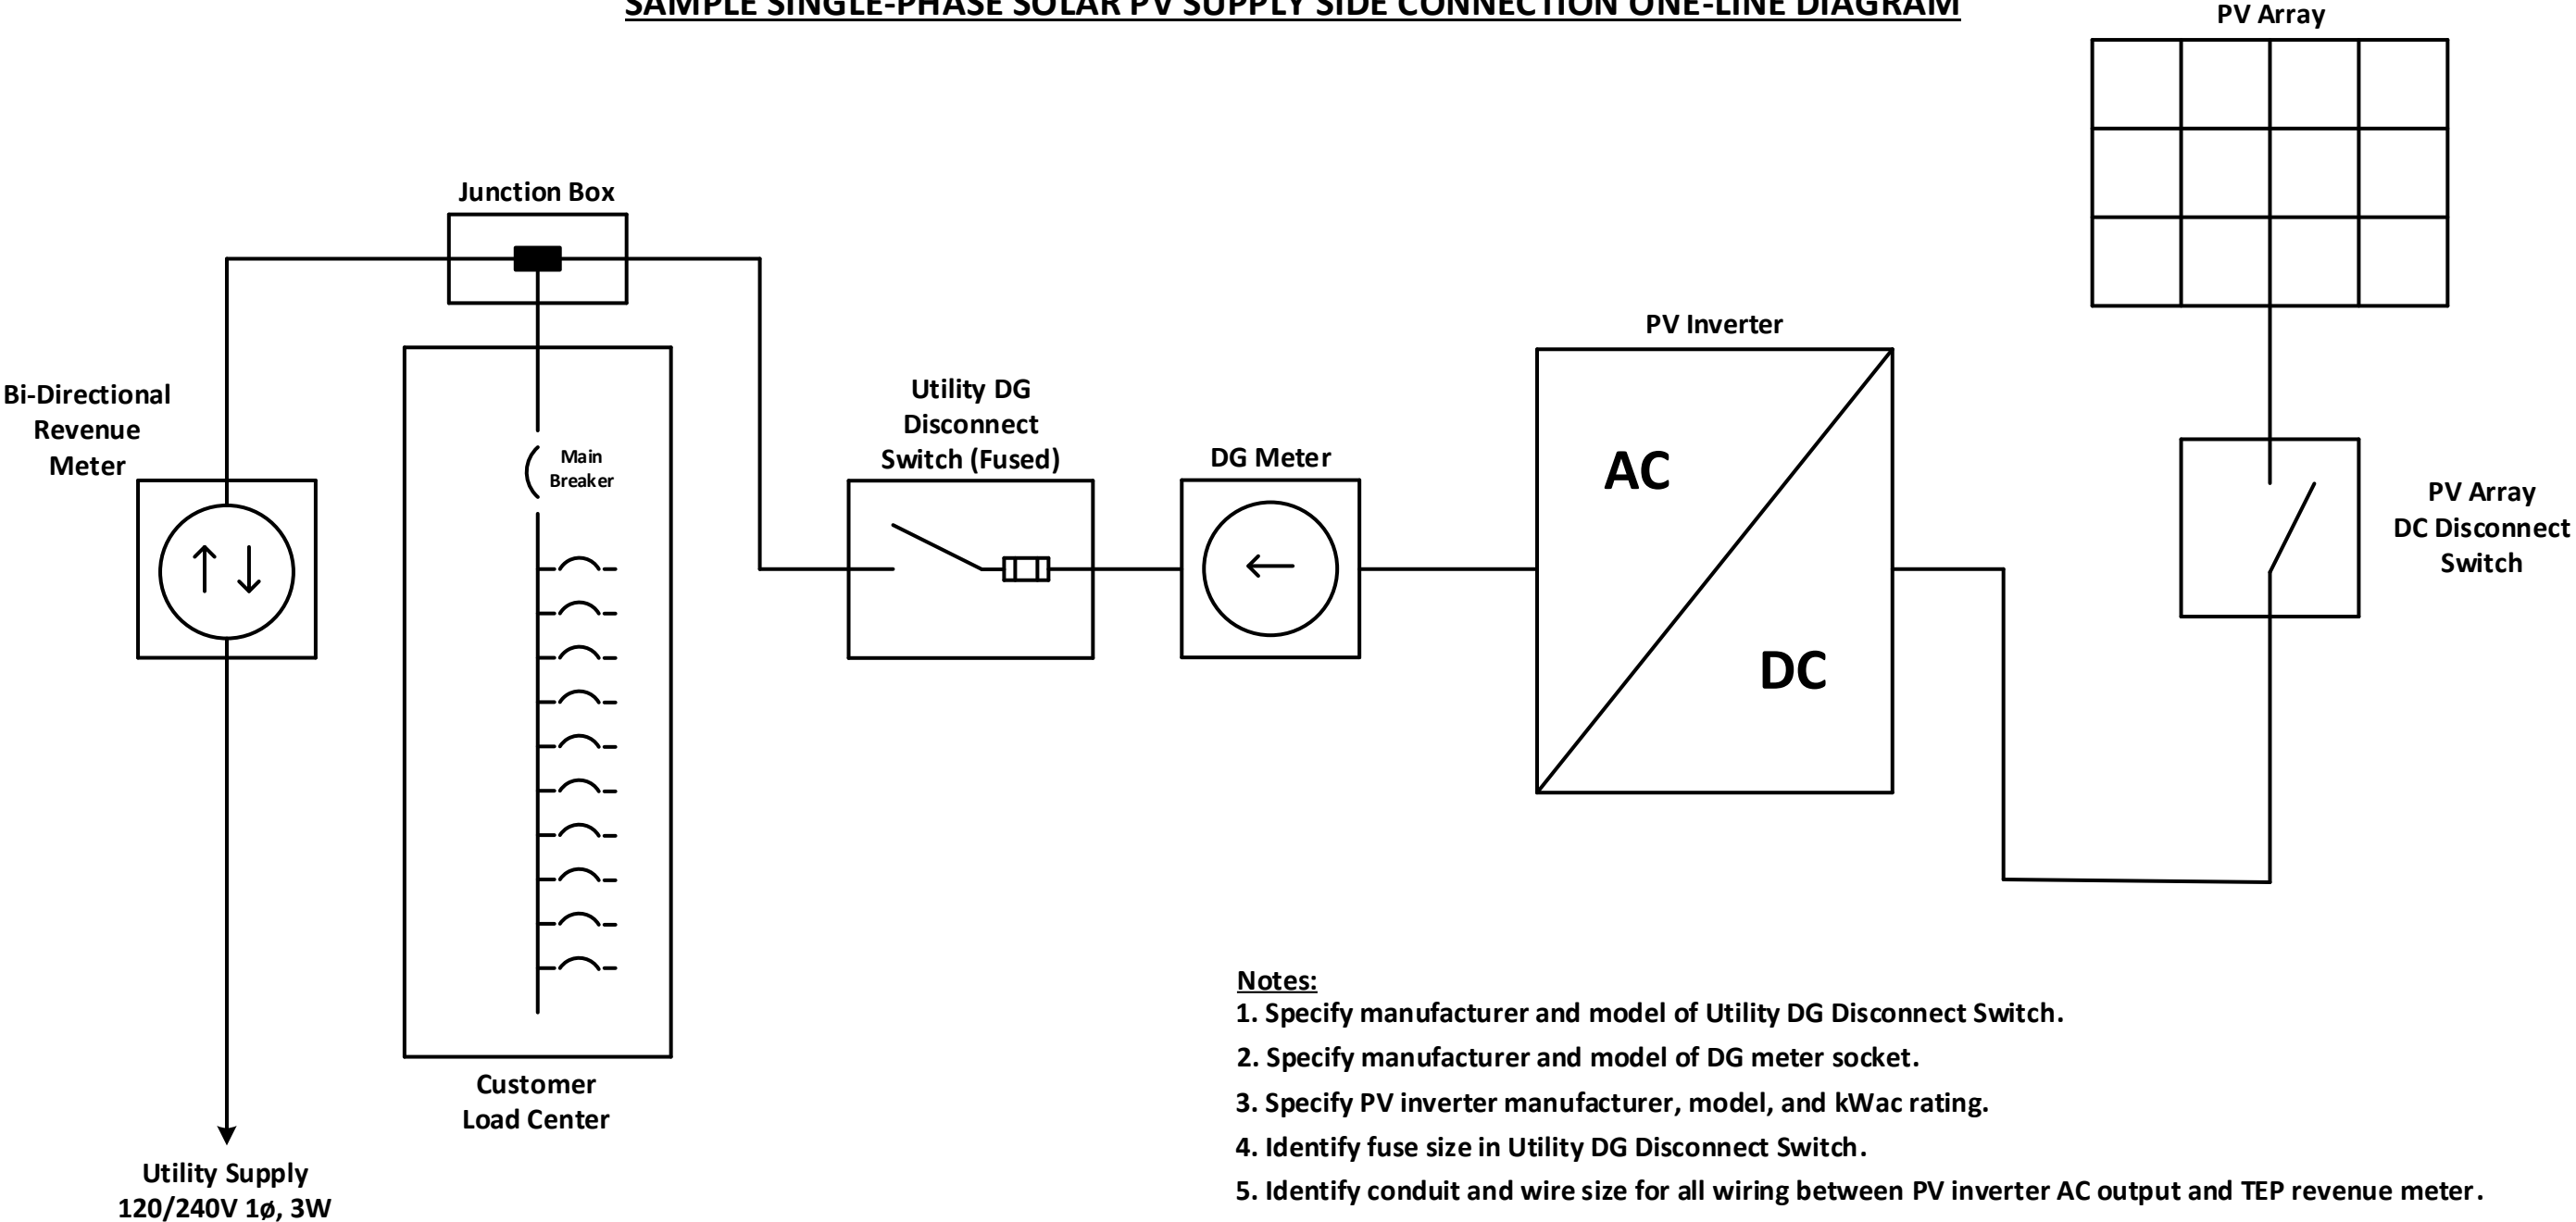 SAMPLE SINGLE-PHASE SOLAR PV SUPPLY SIDE CONNECTION ONE-LINE DIAGRAM
PV Array
Junction Box
PV Inverter
Bi-Directional
Revenue
Meter
Utility DG
Disconnect
Switch (Fused)
DG Meter
Main
Breaker
AC
DC
PV Array
DC Disconnect
Switch
Customer
Load Center
Utility Supply
120/240V 1ø, 3W
Notes:
1. Specify manufacturer and model of Utility DG Disconnect Switch.
2. Specify manufacturer and model of DG meter socket.
3. Specify PV inverter manufacturer, model, and kWac rating.
4. Identify fuse size in Utility DG Disconnect Switch.
5. Identify conduit and wire size for all wiring between PV inverter AC output and TEP revenue meter.